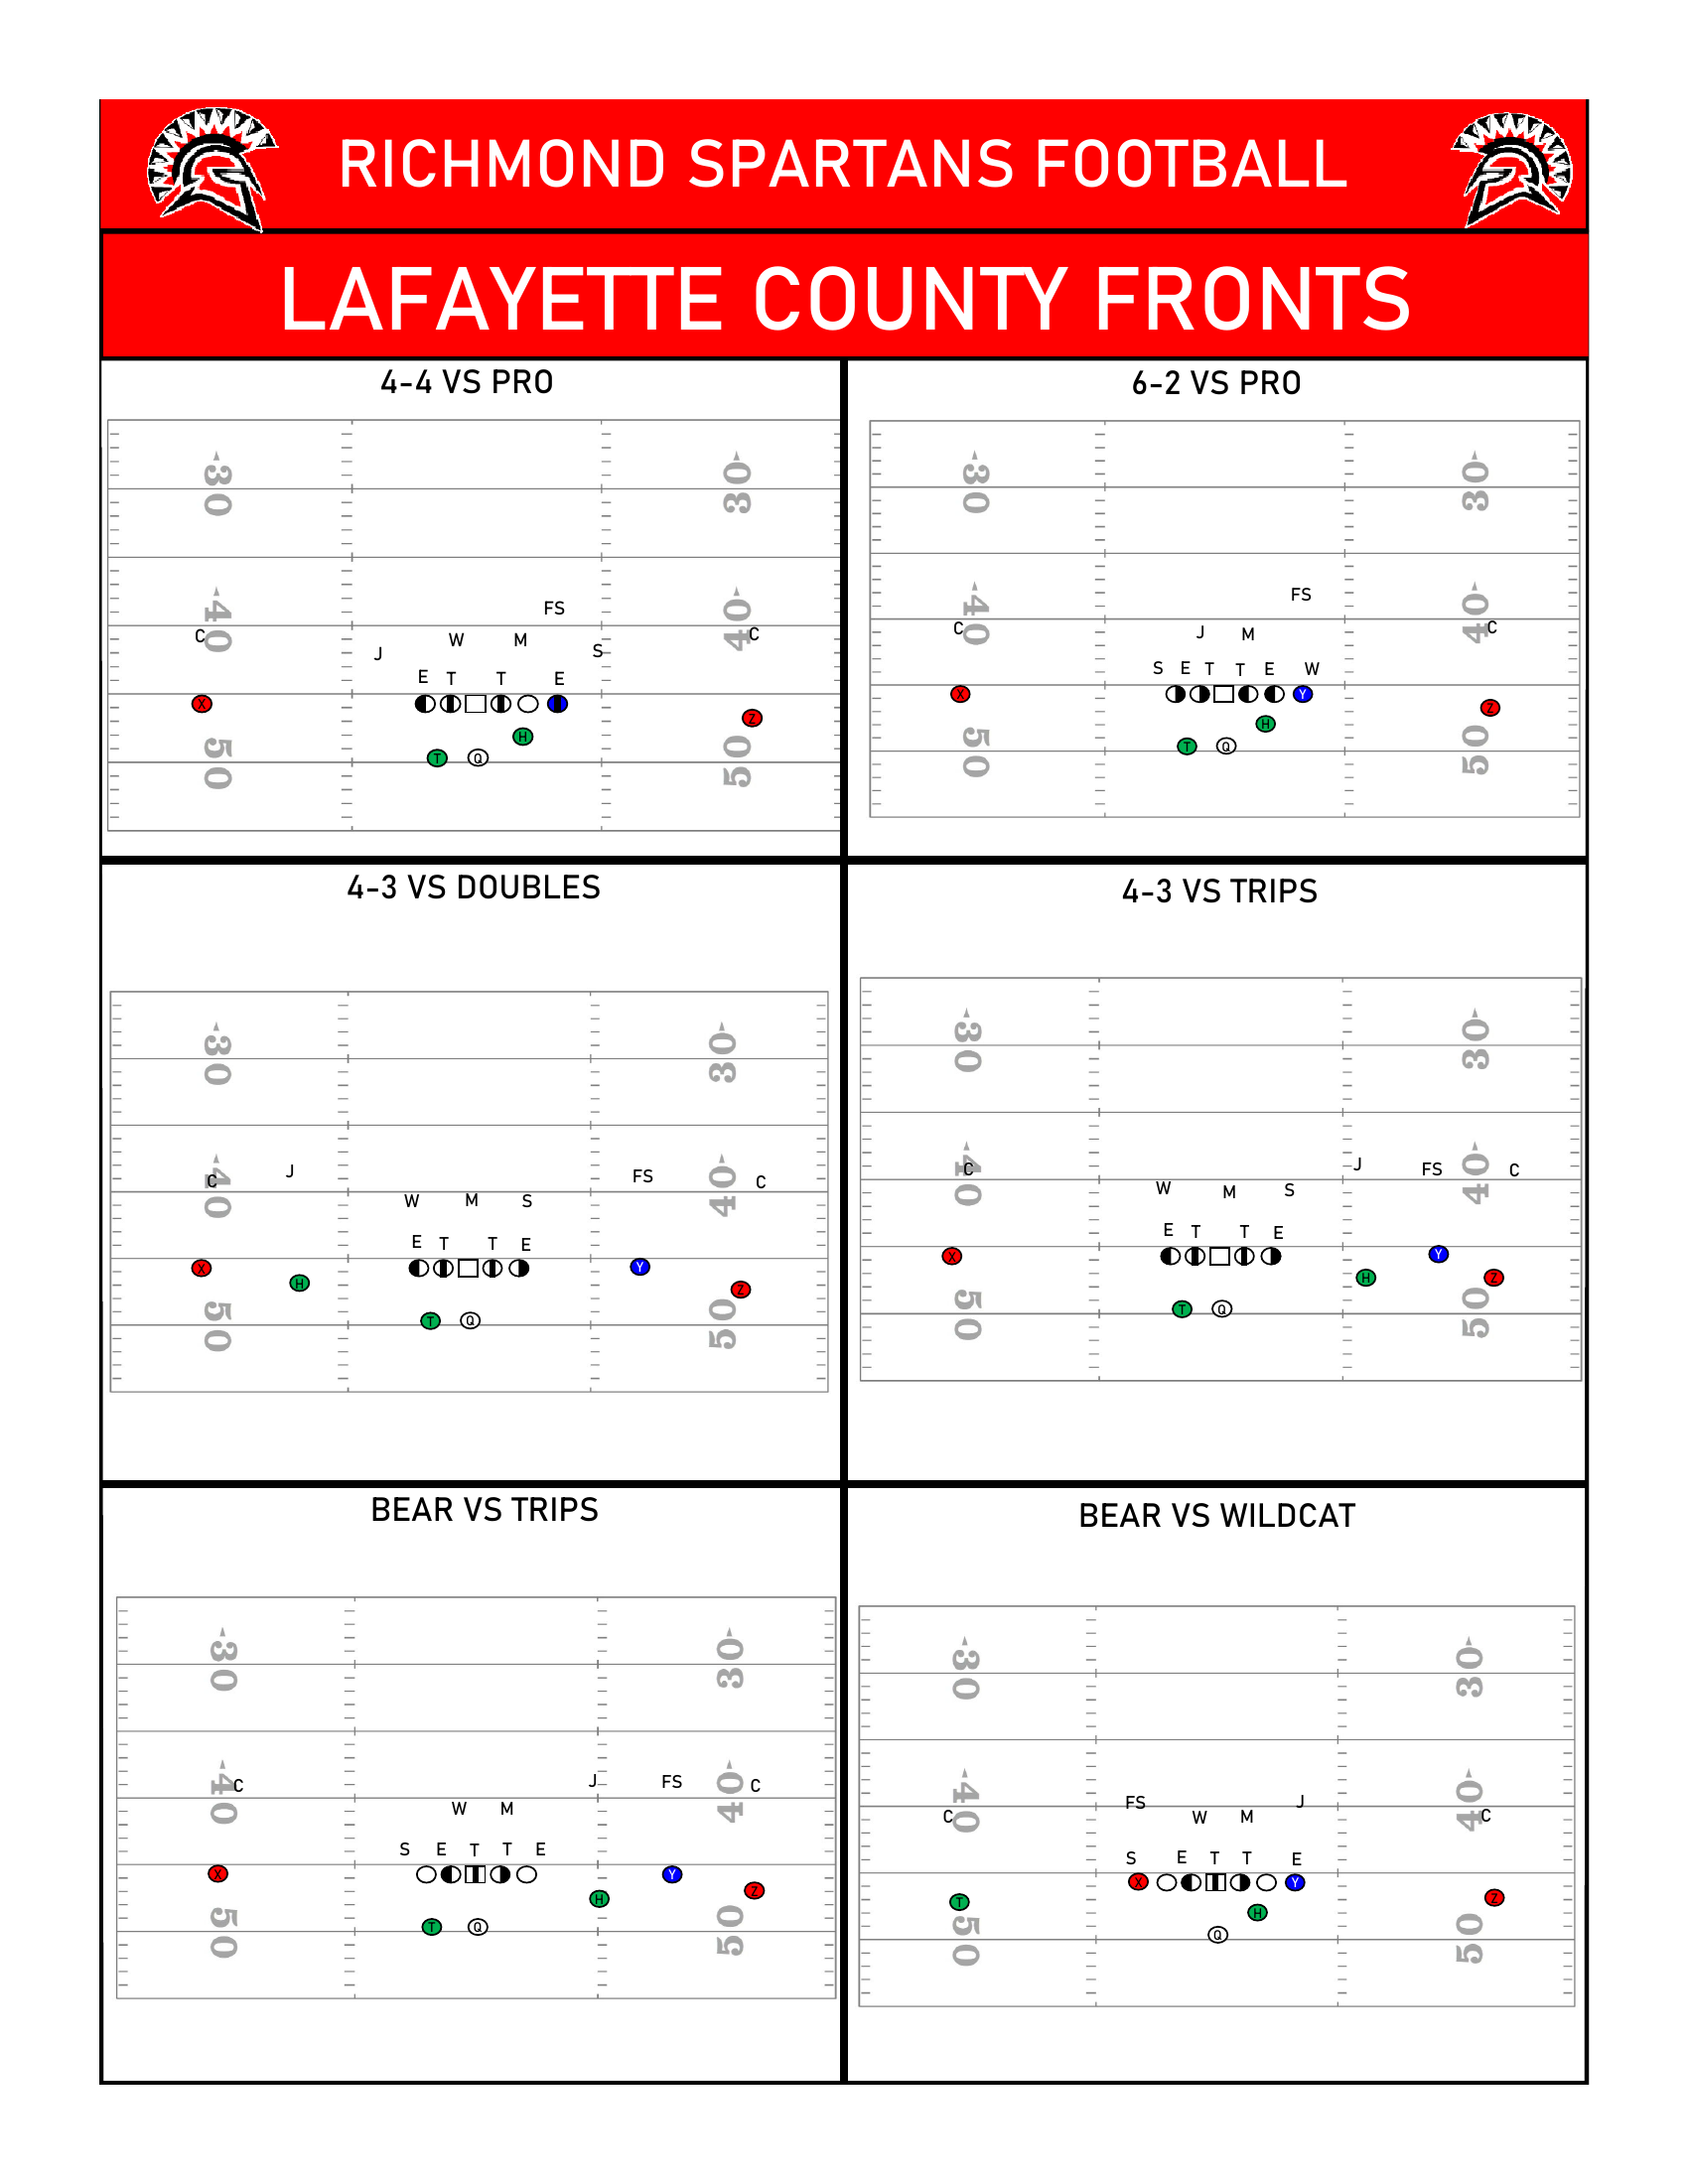 RICHMOND SPARTANS FOOTBALL
LAFAYETTE COUNTY FRONTS
4-4 VS PRO
30 30
40 40
FS
C W M C
J S
E T T E
X
Z
H
T Q
50 50
6-2 VS PRO
30 30
40 40
FS
C J M C
S E T T E W
X Y
Z
H
T Q
50 50
4-3 VS DOUBLES
30 30
40 40
J FS
C C
W M S
E T T E
X Y
H Z
T Q
50 50
4-3 VS TRIPS
30 30
40 40
C J FS C
W M S
E T T E
X Y
H Z
T Q
50 50
BEAR VS TRIPS
30 30
40 40
C J FS C
W M
S E T T E
X Y
H Z
T Q
50 50
BEAR VS WILDCAT
30 30
40 40
FS J
C W M C
S E T T E
X Y
T Z
H
Q
50 50